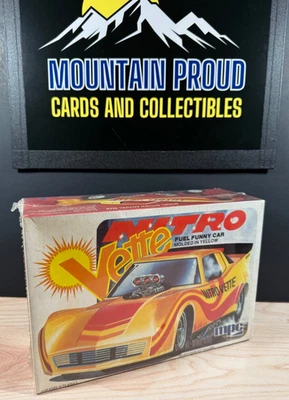 MOUNTAIN PROUD
CARDS AND COLLECTIBLES
NITRO
Vette
FUEL FUNNY CAR
MOLDED IN YELLOW
NITRO VETTE
mpc